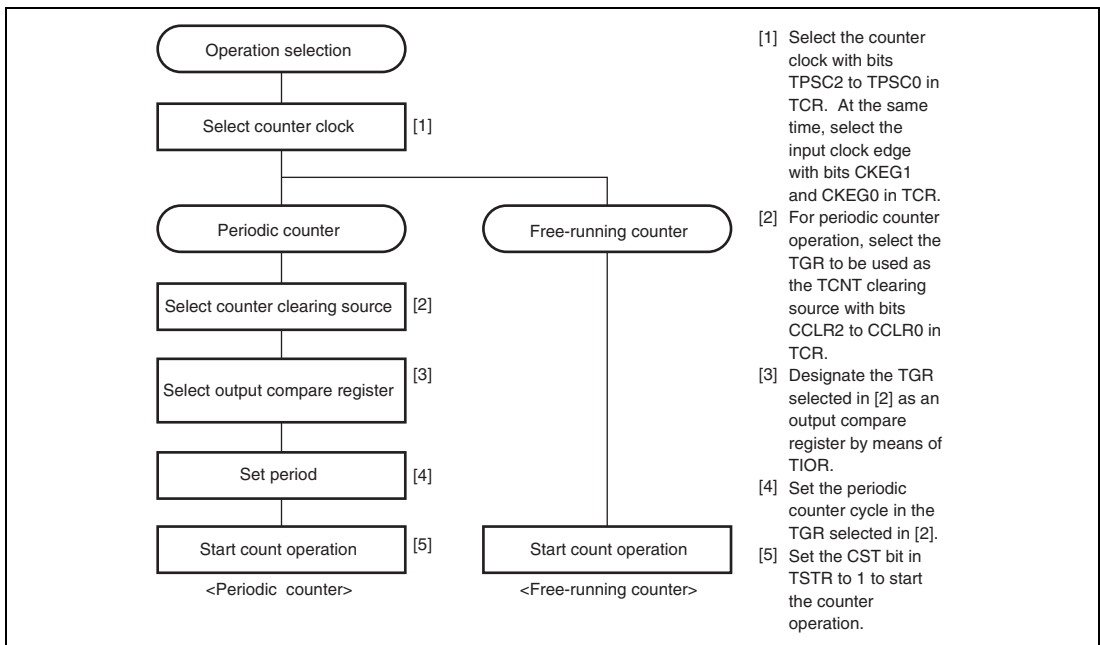 Operation selection
Select counter clock
[1]
Periodic counter
Free-running counter
Select counter clearing source
[2]
Select output compare register
[3]
Set period
[4]
Start count operation
[5]
Start count operation
<Periodic counter>
<Free-running counter>
[1] Select the counter
clock with bits
TPSC2 to TPSC0 in
TCR. At the same
time, select the
input clock edge
with bits CKEG1
and CKEG0 in TCR.
[2] For periodic counter
operation, select the
TGR to be used as
the TCNT clearing
source with bits
CCLR2 to CCLR0 in
TCR.
[3] Designate the TGR
selected in [2] as an
output compare
register by means of
TIOR.
[4] Set the periodic
counter cycle in the
TGR selected in [2].
[5] Set the CST bit in
TSTR to 1 to start
the counter
operation.